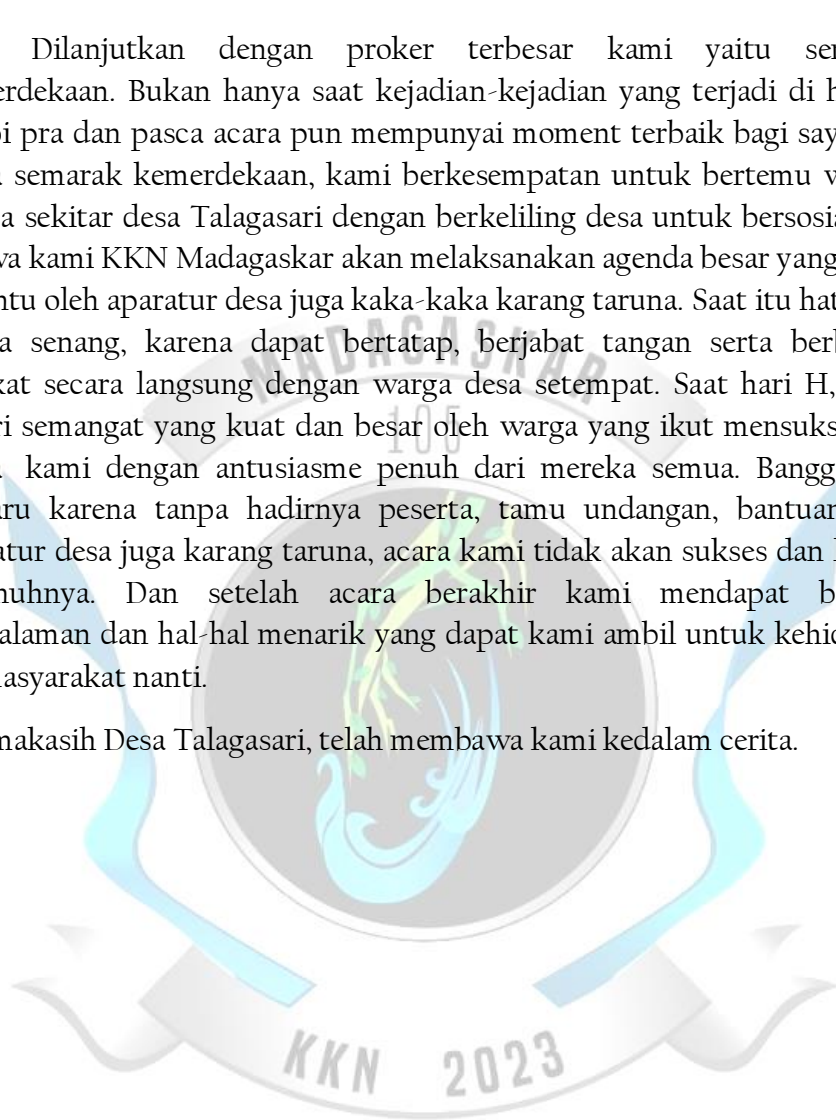 Dilanjutkan dengan proker terbesar kami yaitu se
erdekaan. Bukan hanya saat kejadian-kejadian yang terjadi di h
pi pra dan pasca acara pun mempunyai moment terbaik bagi say
a semarak kemerdekaan, kami berkesempatan untuk bertemu w
a sekitar desa Talagasari dengan berkeliling desa untuk bersosia
wa kami KKN Madagaskar akan melaksanakan agenda besar yang
ntu oleh aparatur desa juga kaka-kaka karang taruna. Saat itu hat
a senang, karena dapat bertatap, berjabat tangan serta berl
kat secara langsung dengan warga desa setempat. Saat hari H,
ri semangat yang kuat dan besar oleh warga yang ikut mensuks
. kami dengan antusiasme penuh dari mereka semua. Bangg
aru karena tanpa hadirnya peserta, tamu undangan, bantuan
atur desa juga karang taruna, acara kami tidak akan sukses dan
nuhnya. Dan setelah acara berakhir kami mendapat b
alaman dan hal-hal menarik yang dapat kami ambil untuk kehid
asyarakat nanti.
makasih Desa Talagasari, telah membawa kami kedalam cerita.
MADAGASKAR
105
KKN 2023